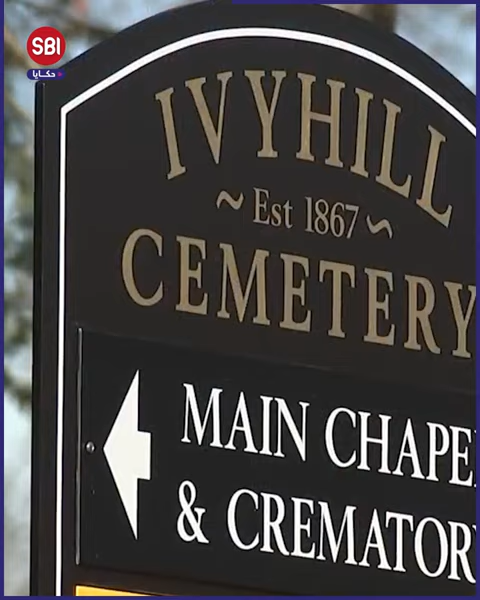 SBI
حكايا
IVYHILL
~ Est 1867 ~
CEMETERY
MAIN CHAPE
& CREMATOR